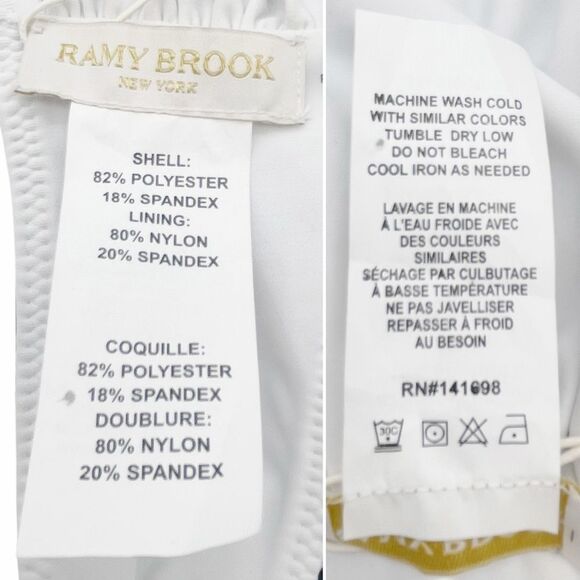 RAMY BROOK
NEW YORK
SHELL:
82% POLYESTER
18% SPANDEX
LINING:
80% NYLON
20% SPANDEX
COQUILLE:
82% POLYESTER
18% SPANDEX
DOUBLURE:
80% NYLON
20% SPANDEX
MACHINE WASH COLD
WITH SIMILAR COLORS
TUMBLE DRY LOW
DO NOT BLEACH
COOL IRON AS NEEDED
LAVAGE EN MACHINE
À L'EAU FROIDE AVEC
DES COULEURS
SIMILAIRES
SÉCHAGE PAR CULBUTAGE
À BASSE TEMPÉRATURE
NE PAS JAVELLISER
REPASSER À FROID
AU BESOIN
RN#141698
30C